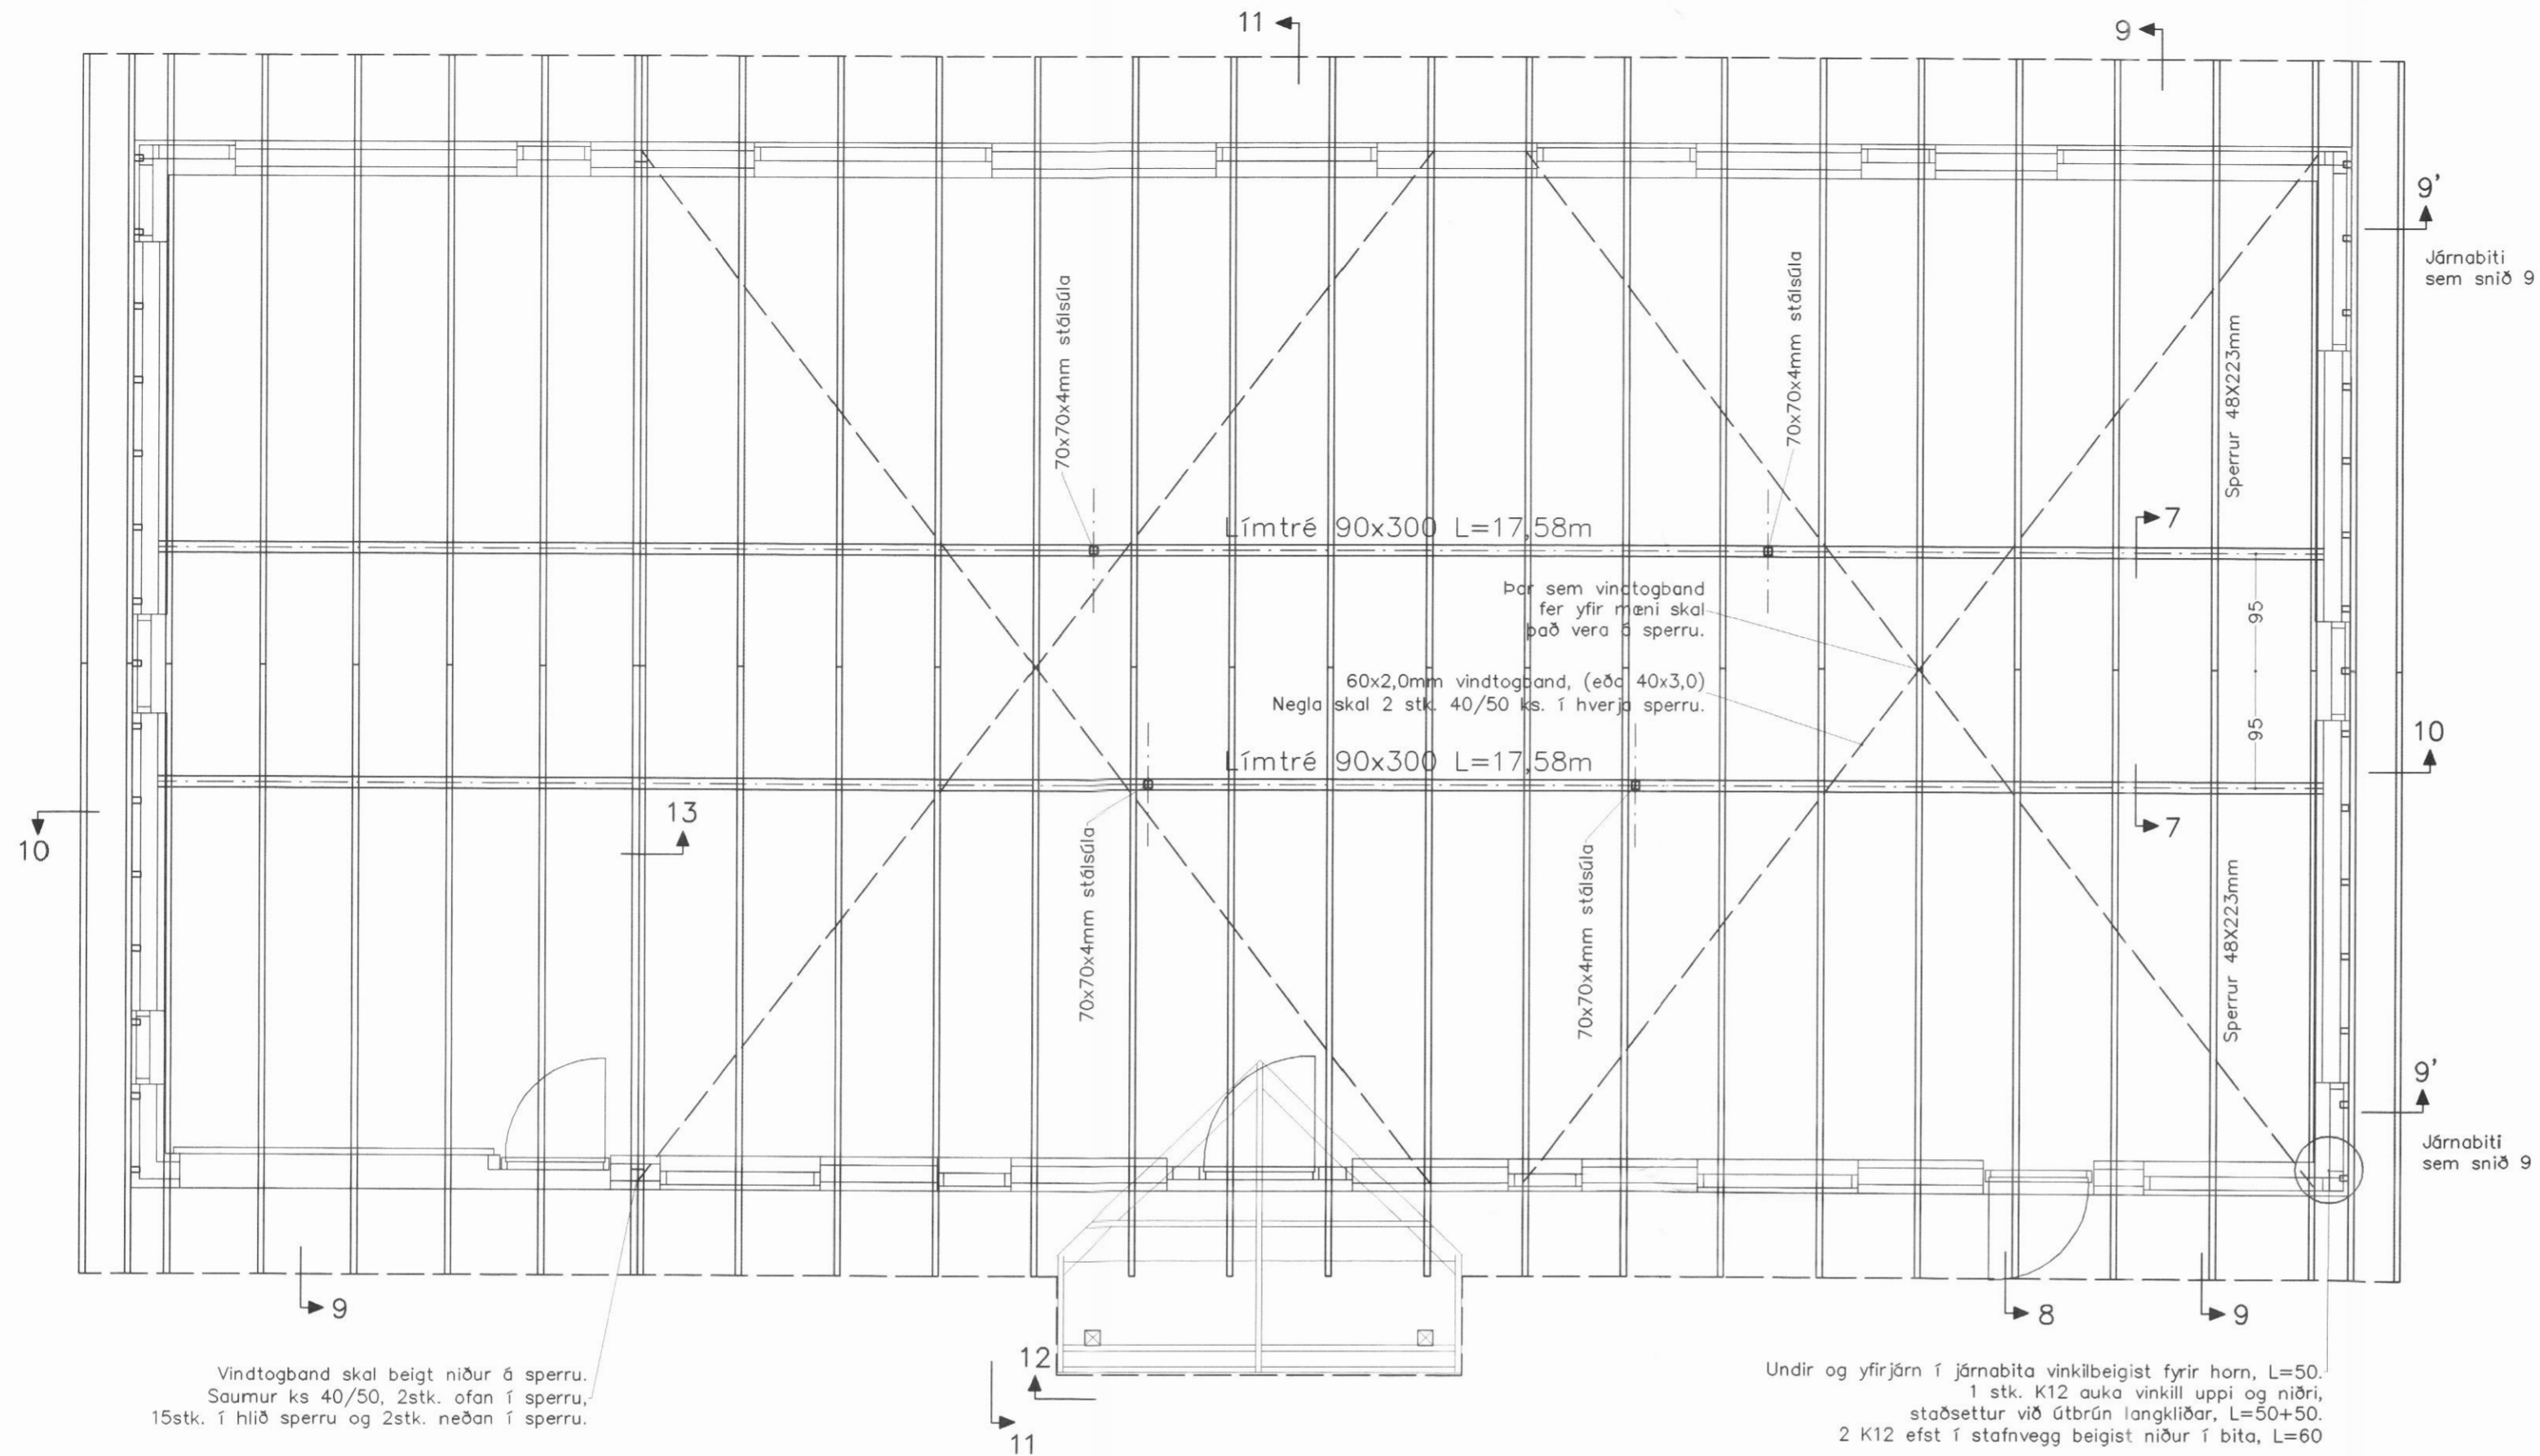 11
9
9'
Járnabiti
sem snið 9
70x70x4mm stálsúla
70x70x4mm stálsúla
Sperrur 48X223mm
Límtré 90x300 L=17,58m
7
Þar sem vindtogband
fer yfir mæni skal
það vera á sperru.
95
60x2,0mm vindtogband, (eða 40x3,0)
Negla skal 2 stk. 40/50 ks. í hverja sperru.
95
10
Límtré 90x300 L=17,58m
10
13
7
70x70x4mm stálsúla
70x70x4mm stálsúla
Sperrur 48X223mm
9'
Járnabiti
sem snið 9
9
8
9
12
11
Vindtogband skal beigt niður á sperru.
Saumur ks 40/50, 2stk. ofan í sperru,
15stk. í hlið sperru og 2stk. neðan í sperru.
Undir og yfirjárn í járnabita vinkilbeigist fyrir horn, L=50.
1 stk. K12 auka vinkill uppi og niðri,
staðsettur við útbrún langkliðar, L=50+50.
2 K12 efst í stafnvegg beigist niður í bita, L=60